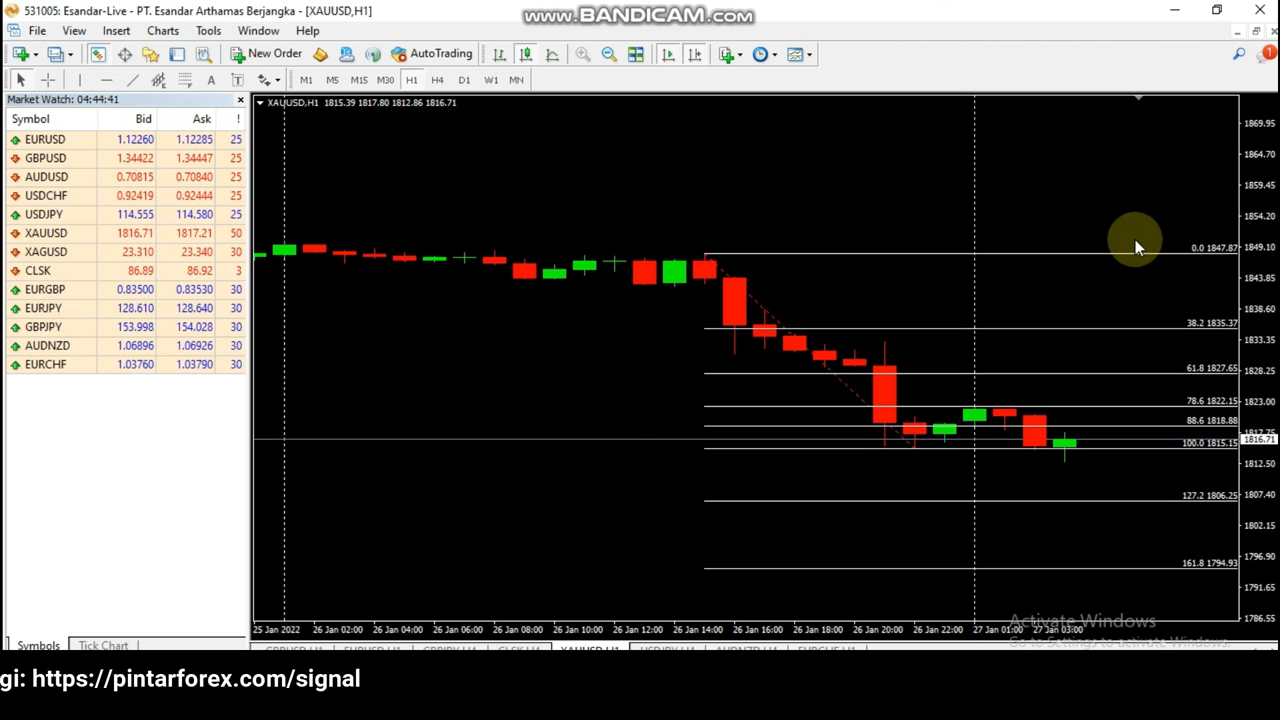 531005: Esandar-Live - PT. Esandar Arthamas Berjangka - [XAUUSD,H1]
www.BANDICAM.com
File View Insert Charts Tools Window Help
New Order AutoTrading 1
A T M1 M5 M15 M30 H1 H4 D1 W1 MN
Market Watch: 04:44:41
Symbol Bid Ask !
EURUSD 1.12260 1.12285 25
GBPUSD 1.34422 1.34447 25
AUDUSD 0.70815 0.70840 25
USDCHF 0.92419 0.92444 25
USDJPY 114.555 114.580 25
XAUUSD 1816.71 1817.21 50
XAGUSD 23.310 23.340 30
CLSK 86.89 86.92 3
EURGBP 0.83500 0.83530 30
EURJPY 128.610 128.640 30
GBPJPY 153.998 154.028 30
AUDNZD 1.06896 1.06926 30
EURCHF 1.03760 1.03790 30
Symbols Tick Chart
XAUUSD,H1 1815.39 1817.80 1812.86 1816.71
0.0 1847.87
38.2 1835.37
61.8 1827.65
78.6 1822.15
88.6 1818.88
100.0 1815.15
127.2 1806.25
161.8 1794.93
1869.95
1864.70
1859.45
1854.20
1849.10
1843.85
1838.60
1833.35
1828.25
1823.00
1817.75
1816.71
1812.50
1807.40
1802.15
1796.90
1791.65
1786.55
25 Jan 2022 26 Jan 02:00 26 Jan 04:00 26 Jan 06:00 26 Jan 08:00 26 Jan 10:00 26 Jan 12:00 26 Jan 14:00 26 Jan 16:00 26 Jan 18:00 26 Jan 20:00 26 Jan 22:00 27 Jan 01:00 27 Jan 03:00
Activate Windows
Go to Settings to activate Windows.
gi: https://pintarforex.com/signal